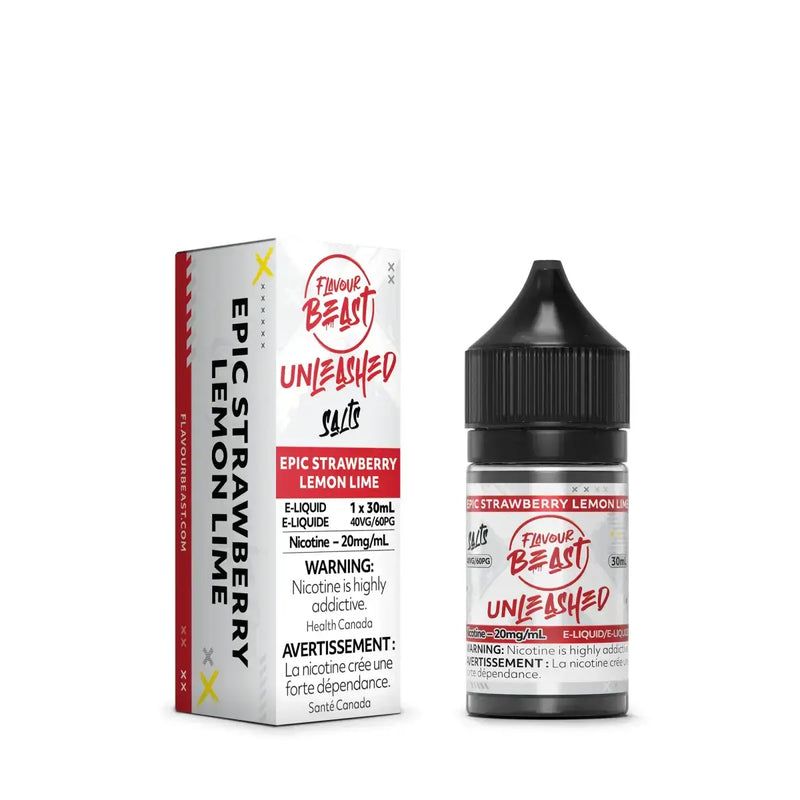 EPIC STRAWBERRY
LEMON LIME
FLAVOURBEAST.COM
FLAVOUR
BEAST
UNLEASHED
SALTS
EPIC STRAWBERRY
LEMON LIME
E-LIQUID 1 x 30mL
E-LIQUIDE 40VG/60PG
Nicotine – 20mg/mL
WARNING:
Nicotine is highly
addictive.
Health Canada
AVERTISSEMENT :
La nicotine crée une
forte dépendance.
Santé Canada
EPIC STRAWBERRY LEMON LIME
SALTS
40VG/60PG
FLAVOUR
BEAST
30mL
UNLEASHED
Nicotine – 20mg/mL E-LIQUID/E-LIQUIDE
WARNING: Nicotine is highly addictive.
AVERTISSEMENT : La nicotine crée une
forte dépendance.